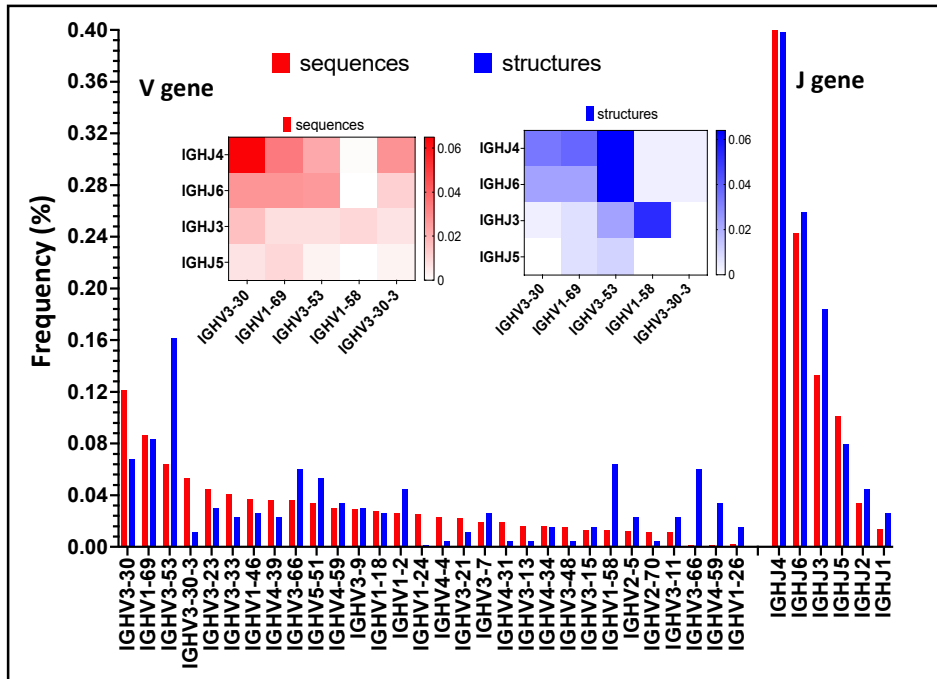 sequences
structures
V gene
J gene
Frequency (%)
0.40
0.36
0.32
0.28
0.24
0.20
0.16
0.12
0.08
0.04
0.00
sequences
IGHJ4
IGHJ6
IGHJ3
IGHJ5
IGHV3-30
IGHV1-69
IGHV3-53
IGHV1-58
IGHV3-30-3
0.06
0.04
0.02
0
structures
IGHJ4
IGHJ6
IGHJ3
IGHJ5
IGHV3-30
IGHV1-69
IGHV3-53
IGHV1-58
IGHV3-30-3
0.06
0.04
0.02
0
IGHV3-30
IGHV1-69
IGHV3-53
IGHV3-30-3
IGHV3-23
IGHV3-33
IGHV1-46
IGHV4-39
IGHV3-66
IGHV5-51
IGHV4-59
IGHV3-9
IGHV1-18
IGHV1-2
IGHV1-24
IGHV4-4
IGHV3-21
IGHV3-7
IGHV4-31
IGHV3-13
IGHV4-34
IGHV3-48
IGHV3-15
IGHV1-58
IGHV2-5
IGHV2-70
IGHV3-11
IGHV3-66
IGHV4-59
IGHV1-26
IGHJ4
IGHJ6
IGHJ3
IGHJ5
IGHJ2
IGHJ1